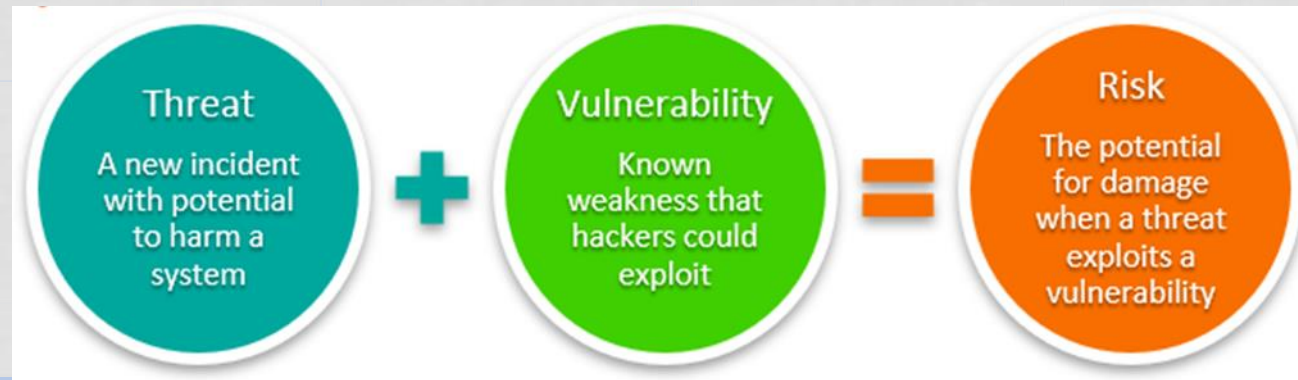 Threat
A new incident
with potential
to harm a
system
Vulnerability
Known
weakness that
hackers could
exploit
Risk
The potential
for damage
when a threat
exploits a
vulnerability